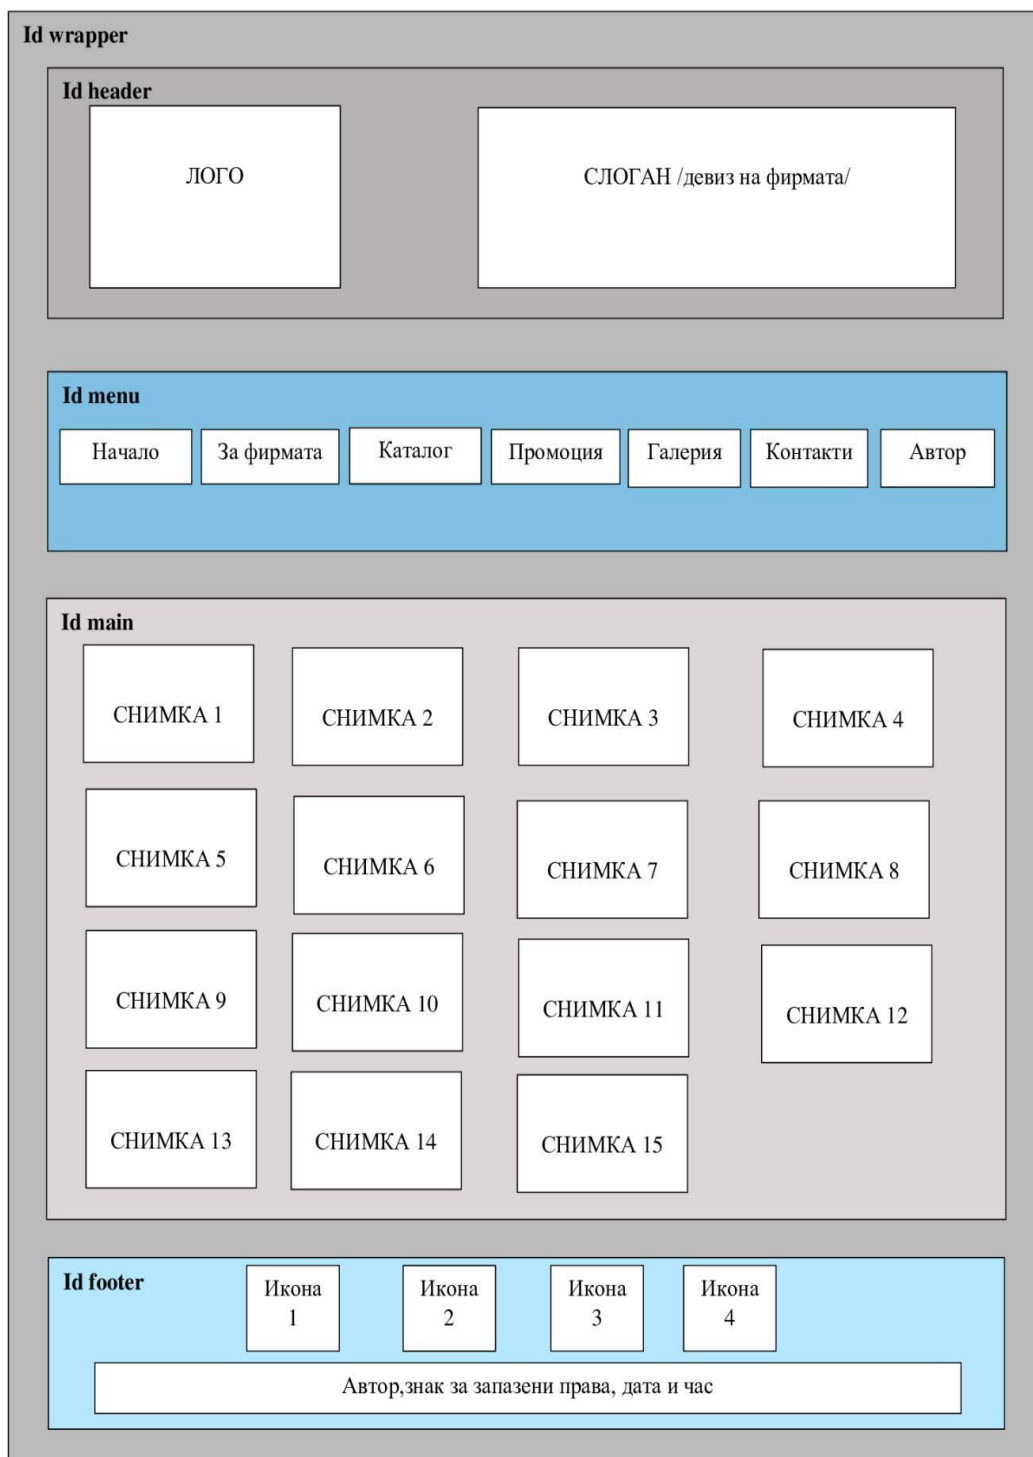 Id wrapper
Id header
ЛОГО
СЛОГАН /девиз на фирмата/
Id menu
Начало
За фирмата
Каталог
Промоция
Галерия
Контакти
Автор
Id main
СНИМКА 1
СНИМКА 2
СНИМКА 3
СНИМКА 4
СНИМКА 5
СНИМКА 6
СНИМКА 7
СНИМКА 8
СНИМКА 9
СНИМКА 10
СНИМКА 11
СНИМКА 12
СНИМКА 13
СНИМКА 14
СНИМКА 15
Id footer
Икона
1
Икона
2
Икона
3
Икона
4
Автор,знак за запазени права, дата и час